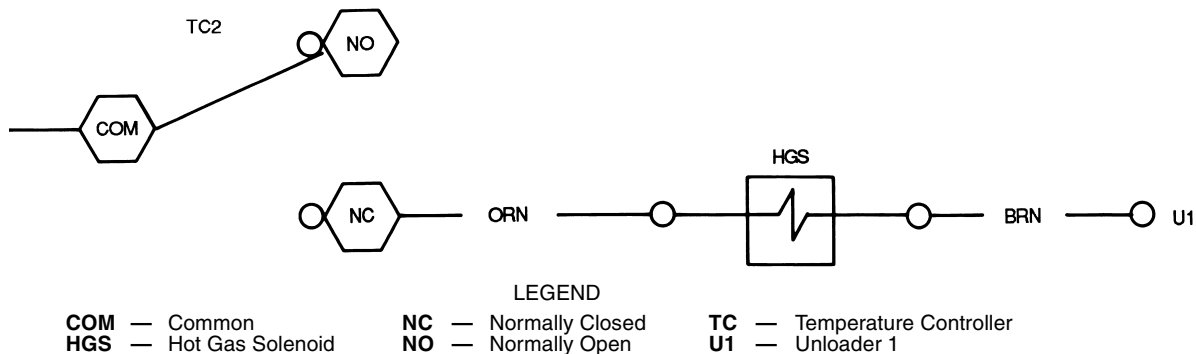 TC2
NO
COM
HGS
NC
ORN
BRN
U1
LEGEND
COM — Common NC — Normally Closed TC — Temperature Controller
HGS — Hot Gas Solenoid NO — Normally Open U1 — Unloader 1